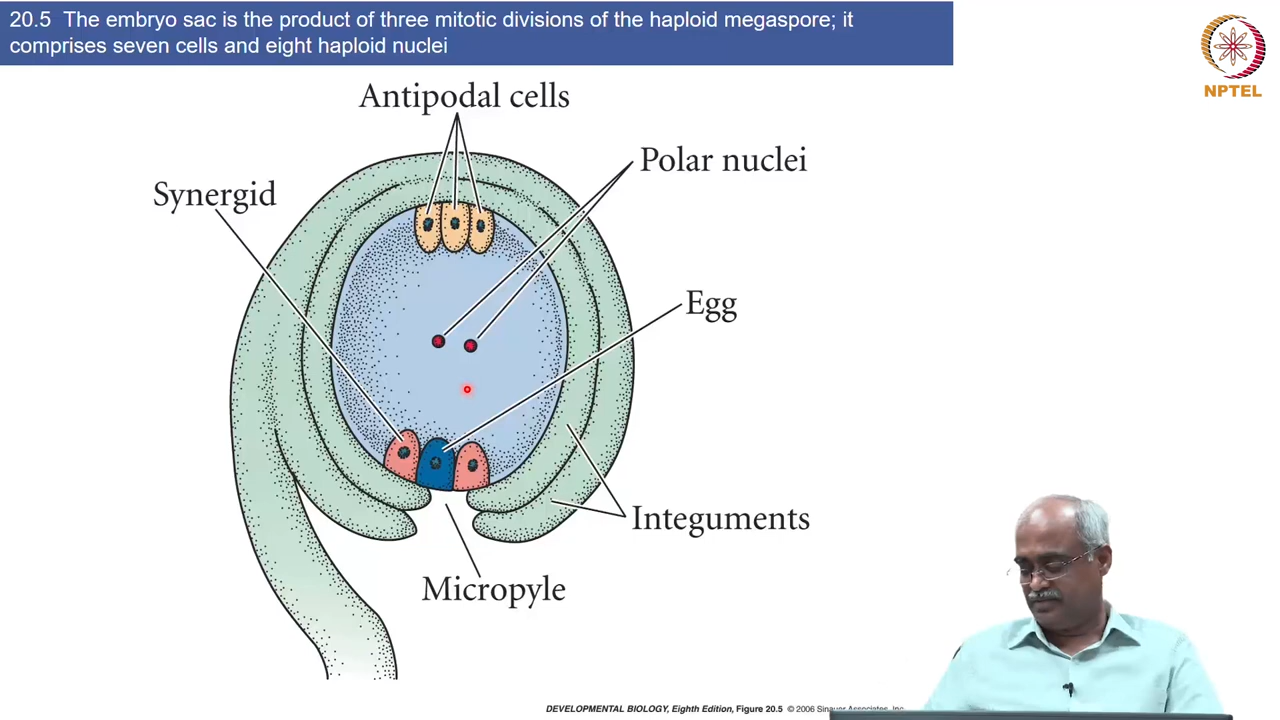 20.5 The embryo sac is the product of three mitotic divisions of the haploid megaspore; it
comprises seven cells and eight haploid nuclei
NPTEL
Antipodal cells
Polar nuclei
Synergid
Egg
Integuments
Micropyle
DEVELOPMENTAL BIOLOGY, Eighth Edition, Figure 20.5 © 2006 Sinauer Associates, Inc.